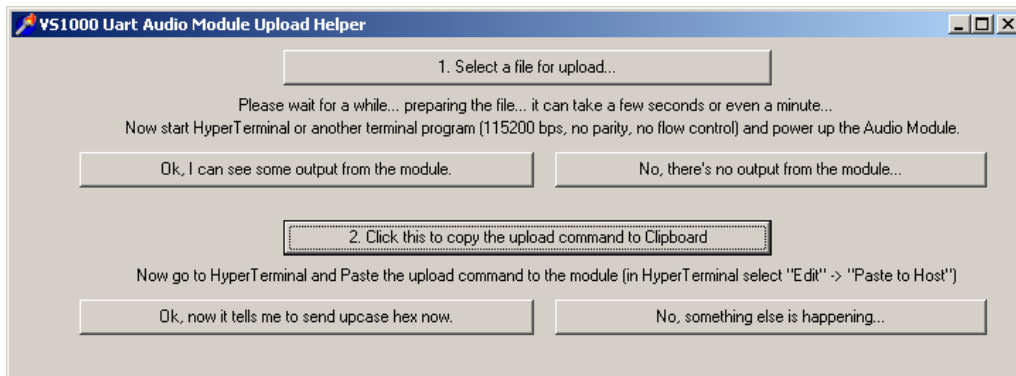 VS1000 Uart Audio Module Upload Helper
1. Select a file for upload...
Please wait for a while... preparing the file... it can take a few seconds or even a minute...
Now start HyperTerminal or another terminal program (115200 bps, no parity, no flow control) and power up the Audio Module.
Ok, I can see some output from the module.
No, there's no output from the module...
2. Click this to copy the upload command to Clipboard
Now go to HyperTerminal and Paste the upload command to the module (in HyperTerminal select "Edit" -> "Paste to Host")
Ok, now it tells me to send upcase hex now.
No, something else is happening...